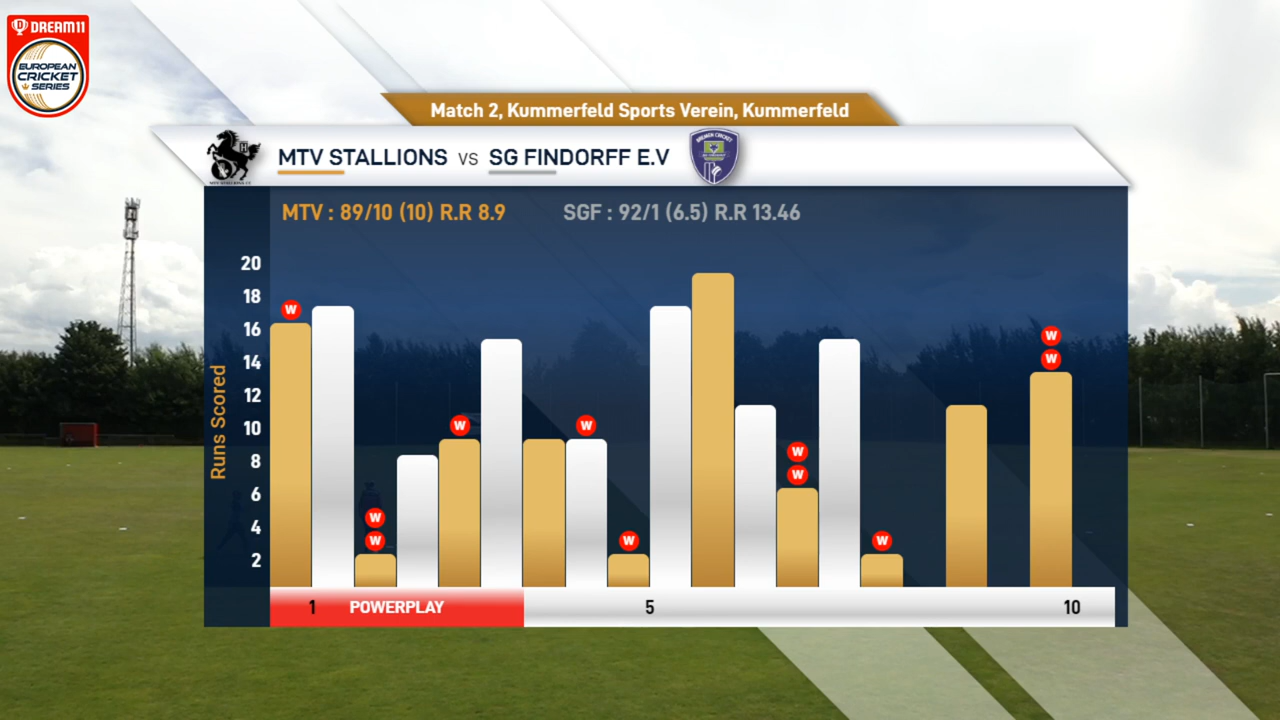 DREAM11
EUROPEAN
CRICKET
SERIES
Match 2, Kummerfeld Sports Verein, Kummerfeld
MTV STALLIONS vs SG FINDORFF E.V
MTV : 89/10 (10) R.R 8.9 SGF : 92/1 (6.5) R.R 13.46
20
18
16
14
12
10
8
6
4
2
Runs Scored
W
W
W
W
W
W
W
W
W
W
W
1 POWERPLAY 5 10